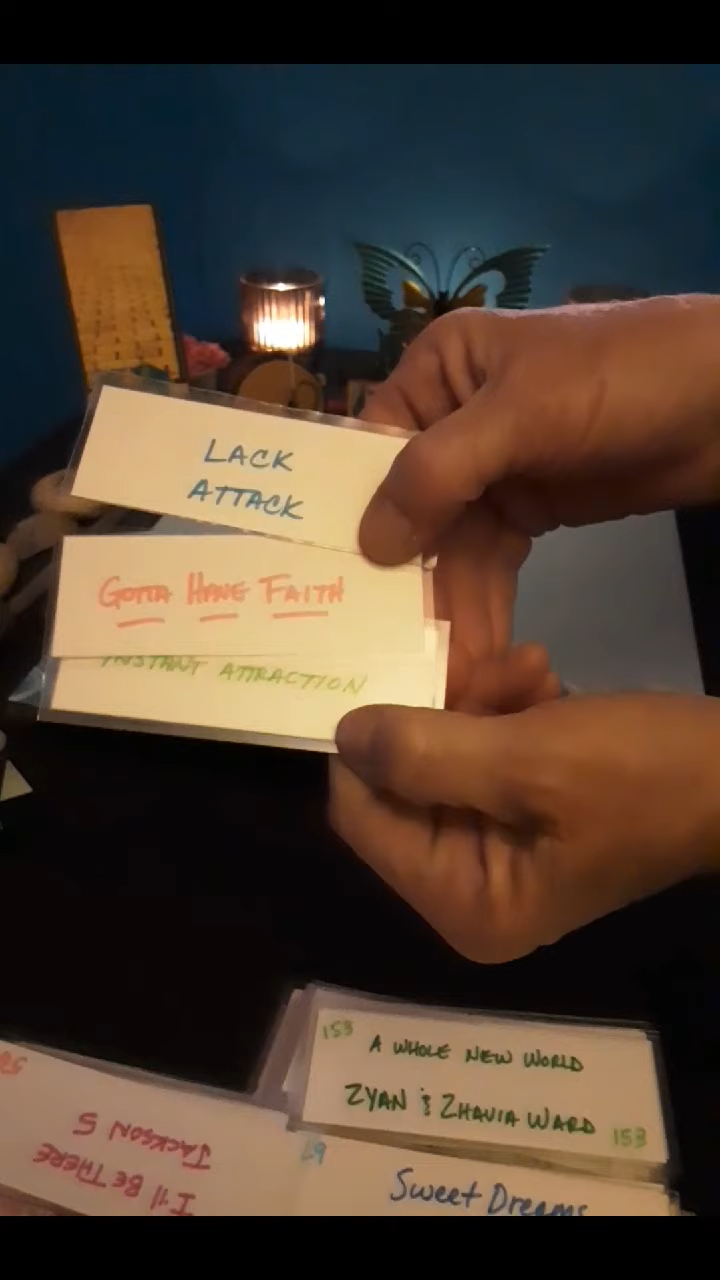 LACK
ATTACK
GOTTA HAVE FAITH
INSTANT ATTRACTION
153
A WHOLE NEW WORLD
ZYAN & ZHAVIA WARD 153
I'll BE THERE
JACKSON 5
Sweet Dreams